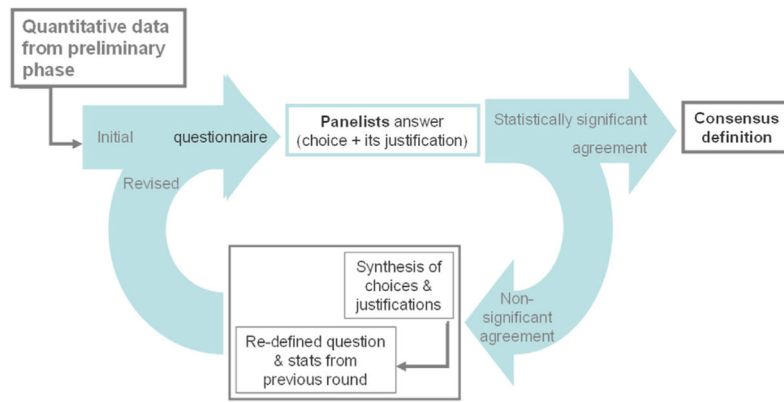 Quantitative data
from preliminary
phase
Initial questionnaire
Revised
Panelists answer
(choice + its justification)
Statistically significant
agreement
Consensus
definition
Non-
significant
agreement
Synthesis of
choices &
justifications
Re-defined question
& stats from
previous round